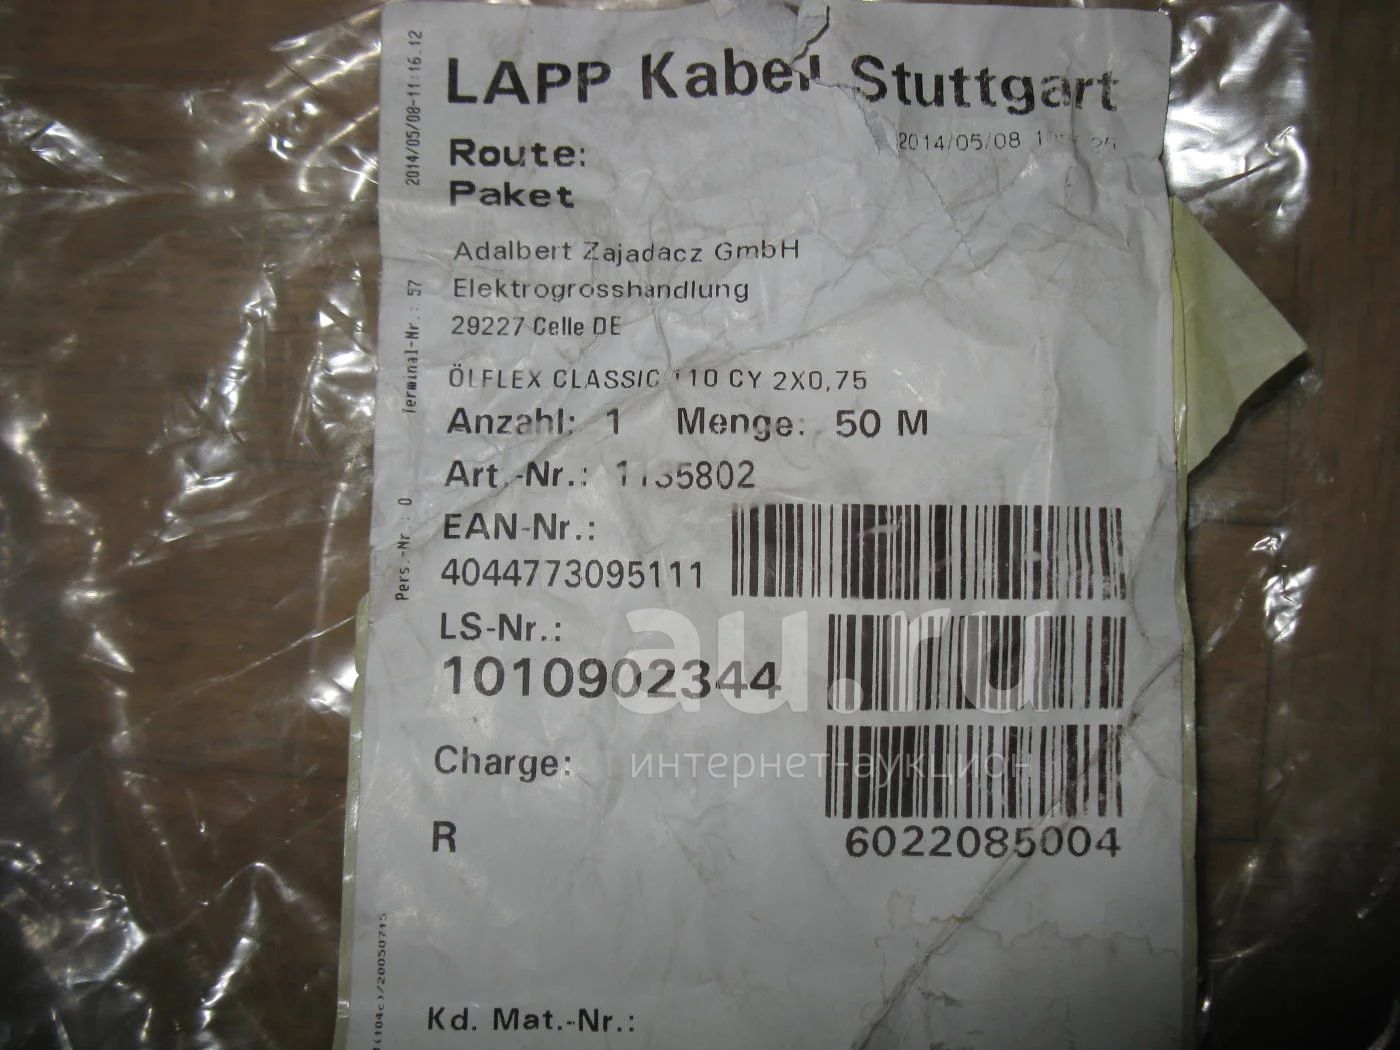 LAPP Kabel Stuttgart
2014/05/08
Route:
Paket
Adalbert Zajadacz GmbH
Elektrogrosshandlung
29227 Celle DE
ÖLFLEX CLASSIC 110 CY 2X0,75
Anzahl: 1 Menge: 50 M
Art.-Nr.:
EAN-Nr.:
4044773095111
LS-Nr.:
1010902344
Charge:
6022085004
R
Kd. Mat.-Nr.:
Pers.-Nr.: 0 Terminal-Nr.: 57 2014/05/08-11:16.12
au.ru
интернет-аукцион